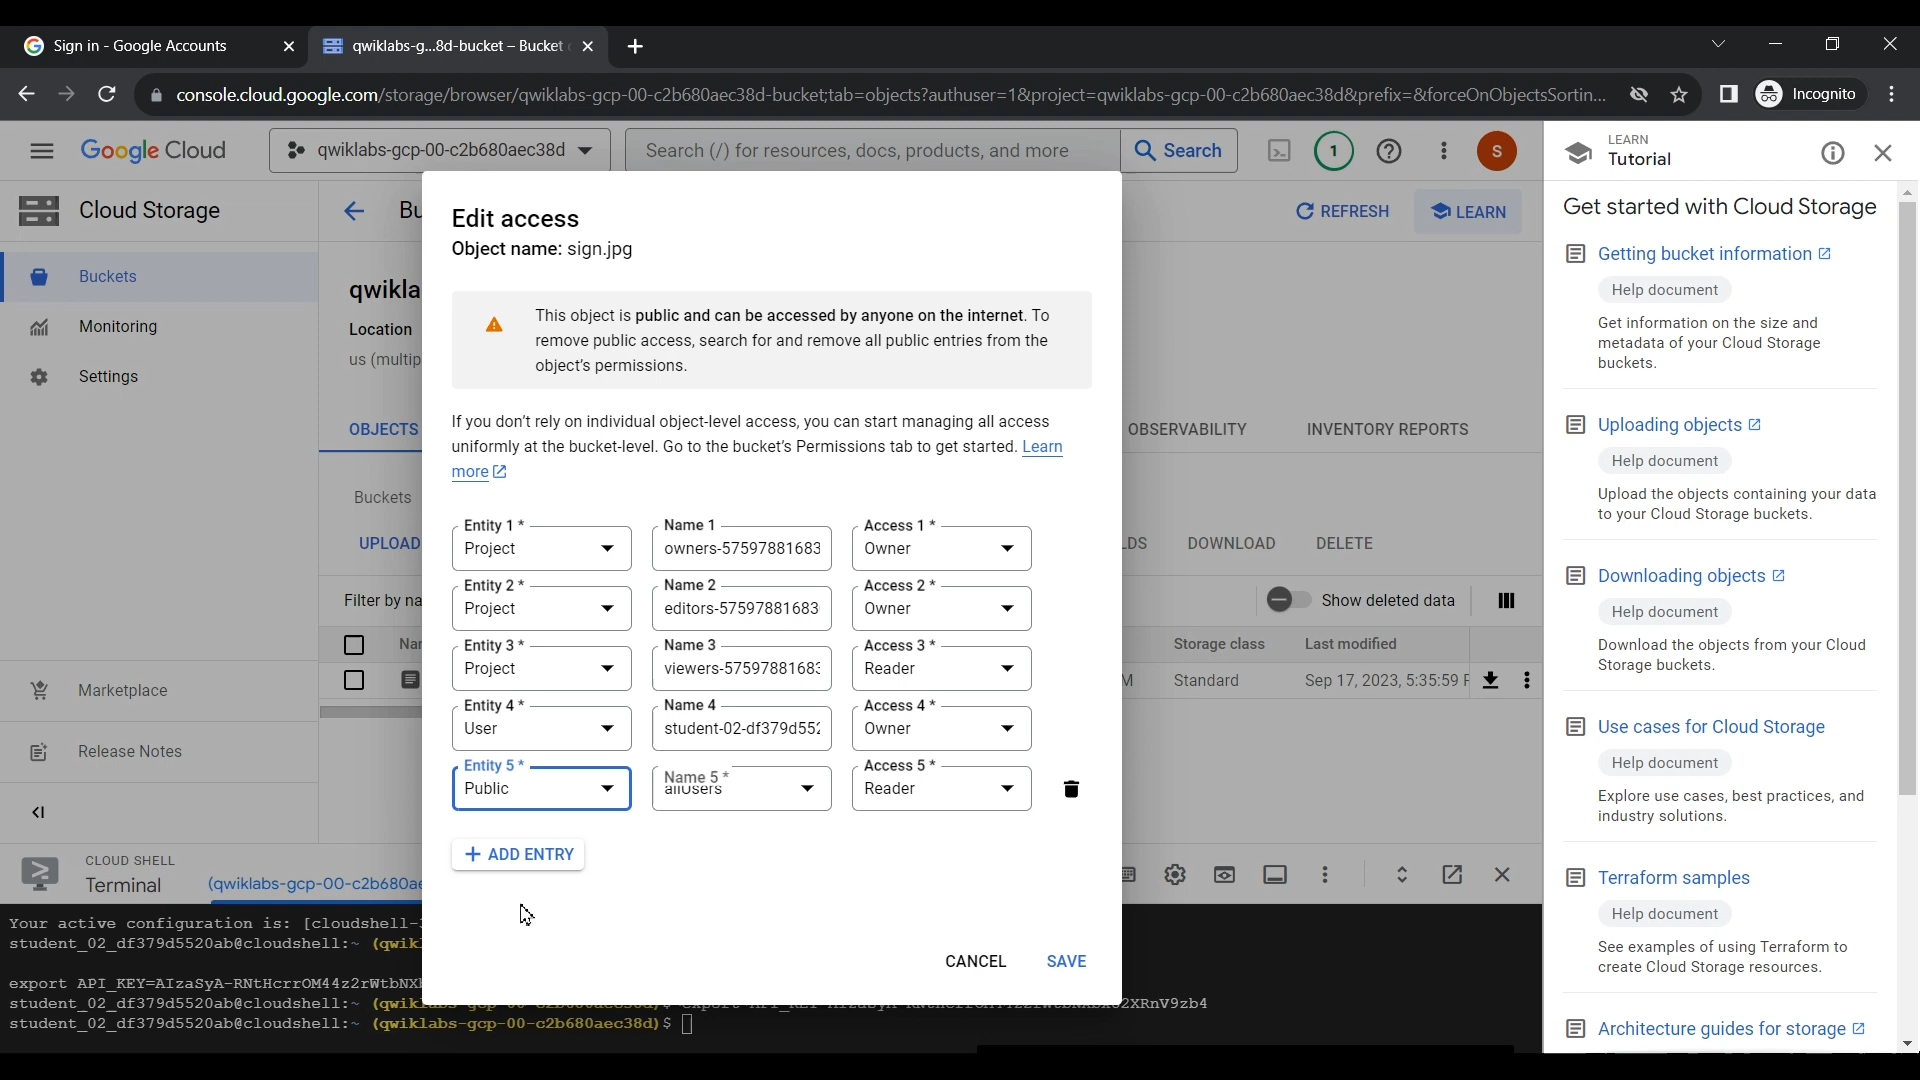 Sign in - Google Accounts
qwiklabs-g...8d-bucket – Bucket
console.cloud.google.com/storage/browser/qwiklabs-gcp-00-c2b680aec38d-bucket;tab=objects?authuser=1&project=qwiklabs-gcp-00-c2b680aec38d&prefix=&forceOnObjectsSortin...
Incognito
Google Cloud
qwiklabs-gcp-00-c2b680aec38d
Search (/) for resources, docs, products, and more
Search
1
S
LEARN
Tutorial
Cloud Storage
Bu
REFRESH
LEARN
Buckets
Monitoring
Settings
Marketplace
Release Notes
qwikla
Location
us (multip
OBJECTS
OBSERVABILITY
INVENTORY REPORTS
Buckets
UPLOAD
LDS
DOWNLOAD
DELETE
Filter by na
Show deleted data
Nar
Storage class
Last modified
M
Standard
Sep 17, 2023, 5:35:59 P
Edit access
Object name: sign.jpg
This object is public and can be accessed by anyone on the internet. To
remove public access, search for and remove all public entries from the
object's permissions.
If you don't rely on individual object-level access, you can start managing all access
uniformly at the bucket-level. Go to the bucket's Permissions tab to get started. Learn
more
Entity 1 *
Project
Name 1
owners-57597881683
Access 1 *
Owner
Entity 2 *
Project
Name 2
editors-57597881683
Access 2 *
Owner
Entity 3 *
Project
Name 3
viewers-57597881683
Access 3 *
Reader
Entity 4 *
User
Name 4
student-02-df379d552
Access 4 *
Owner
Entity 5 *
Public
Name 5 *
allUsers
Access 5 *
Reader
ADD ENTRY
CANCEL
SAVE
CLOUD SHELL
Terminal
(qwiklabs-gcp-00-c2b680ae
Your active configuration is: [cloudshell-
student_02_df379d5520ab@cloudshell:~ (qwikl
student_02_df379d5520ab@cloudshell:~ (qwik
student_02_df379d5520ab@cloudshell:~ (qwiklabs-gcp-00-c2b680aec38d)$
Get started with Cloud Storage
Getting bucket information
Help document
Get information on the size and
metadata of your Cloud Storage
buckets.
Uploading objects
Help document
Upload the objects containing your data
to your Cloud Storage buckets.
Downloading objects
Help document
Download the objects from your Cloud
Storage buckets.
Use cases for Cloud Storage
Help document
Explore use cases, best practices, and
industry solutions.
Terraform samples
Help document
See examples of using Terraform to
create Cloud Storage resources.
Architecture guides for storage